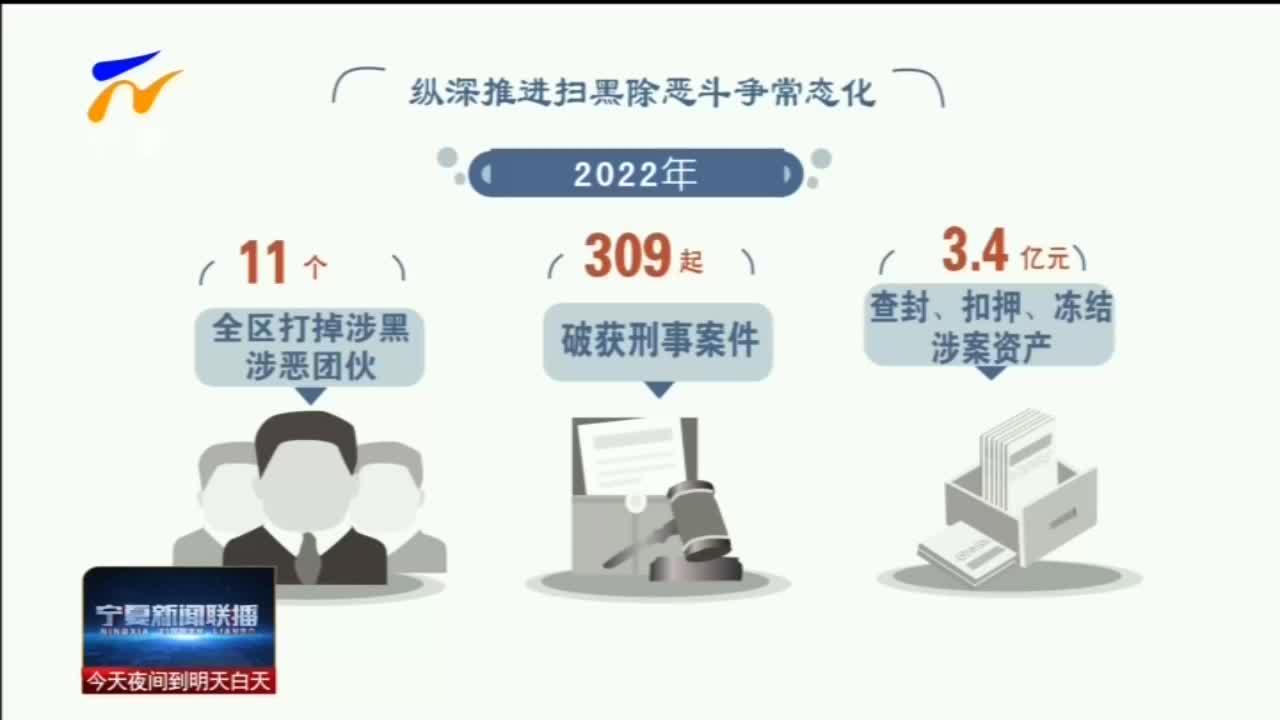 纵深推进扫黑除恶斗争常态化
2022年
11个
全区打掉涉黑
涉恶团伙
309起
破获刑事案件
3.4亿元
查封、扣押、冻结
涉案资产
宁夏新闻联播
NINGXIA XINWEN LIANBO
今天夜间到明天白天